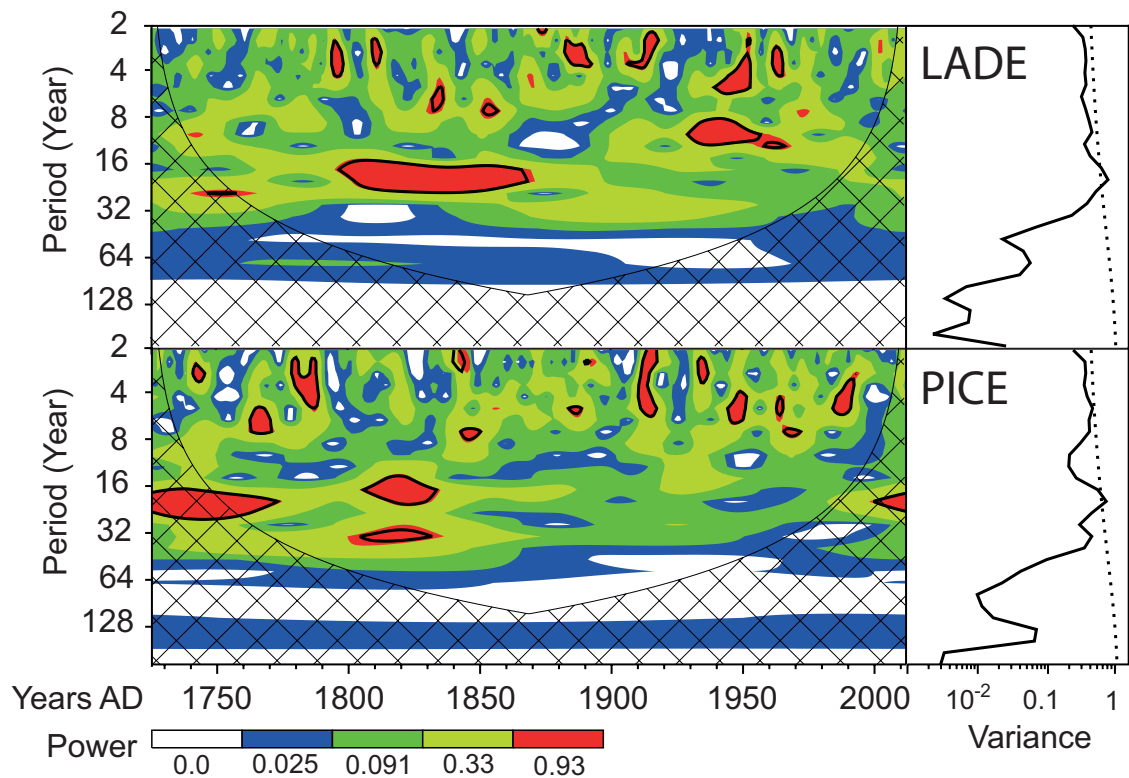 2
4
8
16
32
64
128
Period (Year)
LADE
2
4
8
16
32
64
128
Period (Year)
PICE
Years AD 1750 1800 1850 1900 1950 2000
10-2 0.1 1
Variance
Power
0.0 0.025 0.091 0.33 0.93